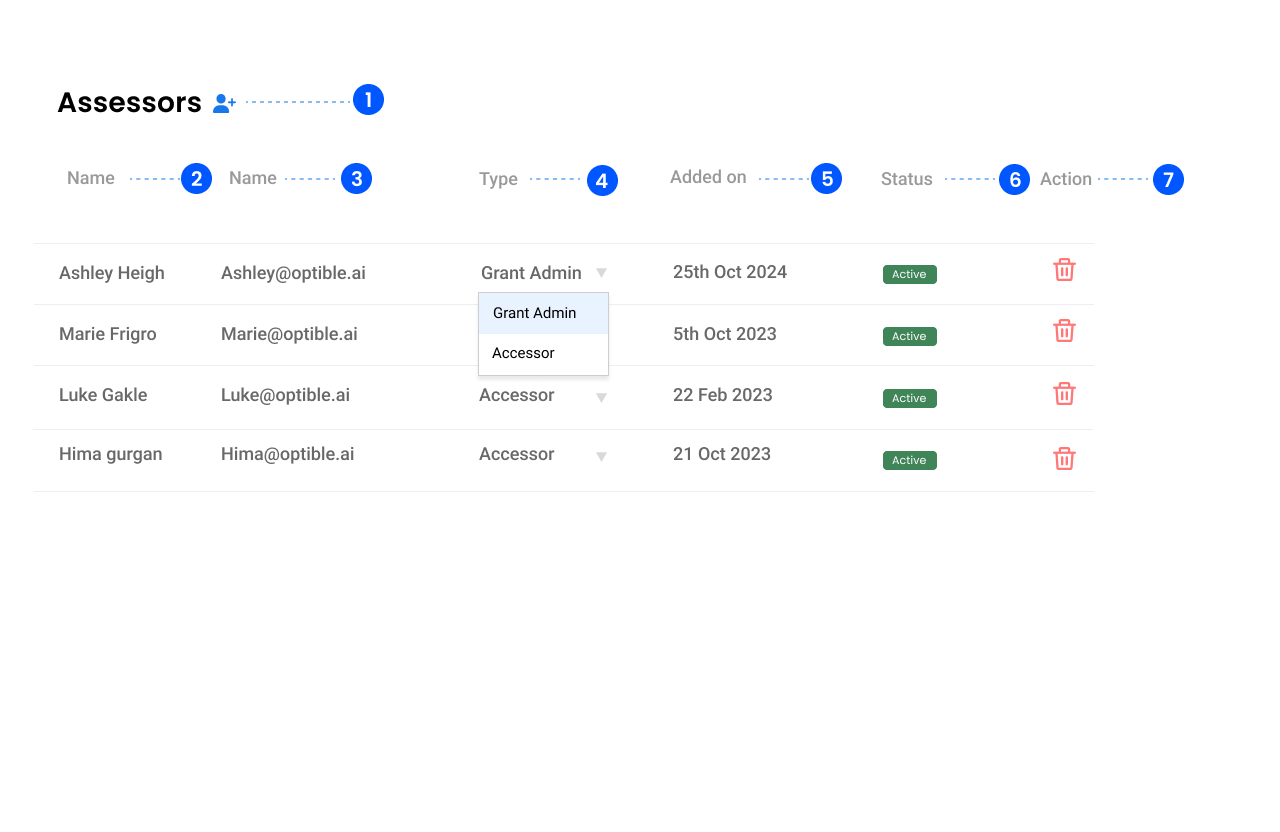 Assessors 1
Name 2 Name 3 Type 4 Added on 5 Status 6 Action 7
Ashley Heigh Ashley@optible.ai Grant Admin 25th Oct 2024 Active
Grant Admin
Marie Frigro Marie@optible.ai 5th Oct 2023 Active
Accessor
Luke Gakle Luke@optible.ai Accessor 22 Feb 2023 Active
Hima gurgan Hima@optible.ai Accessor 21 Oct 2023 Active